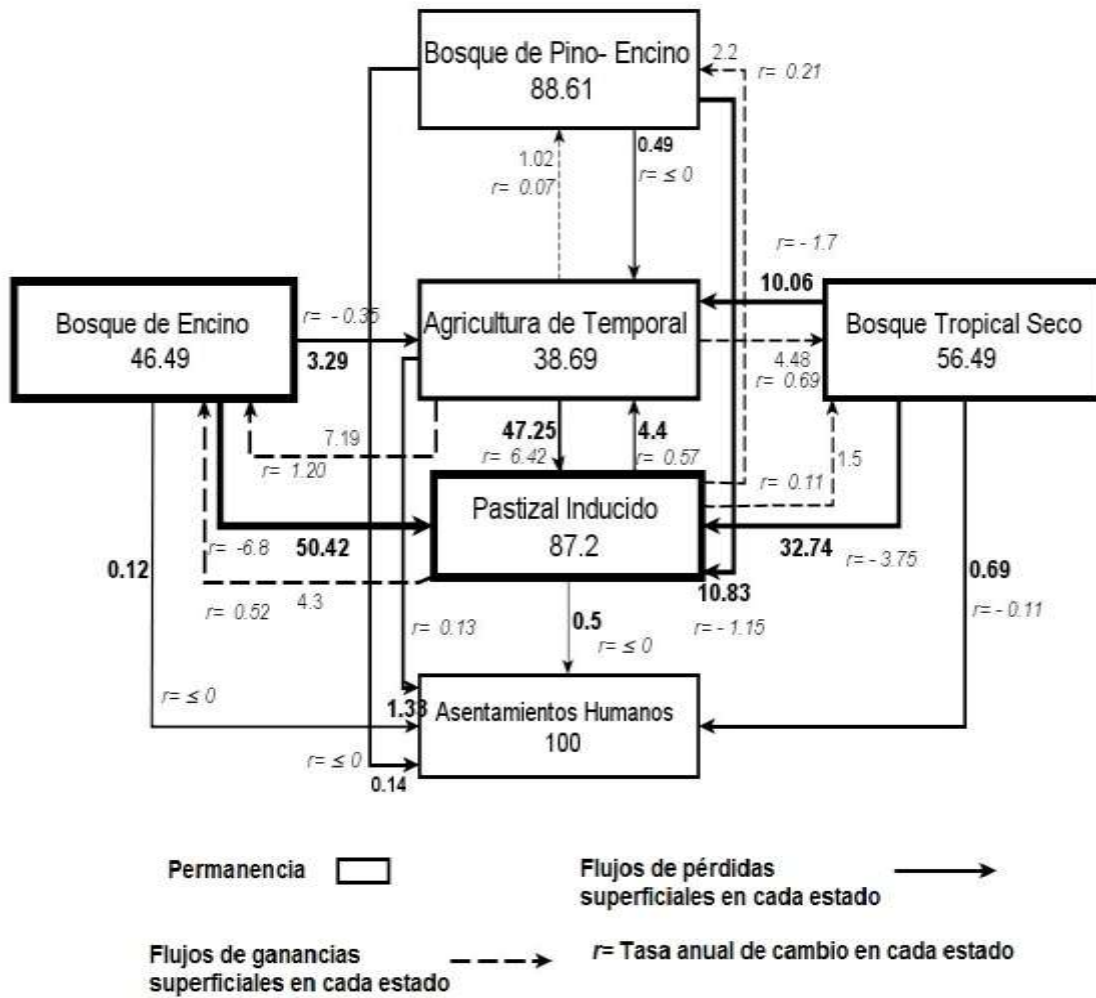 Bosque de Pino- Encino
88.61
2.2
r= 0.21
1.02
r= 0.07
0.49
r= ≤ 0
r= - 1.7
10.06
Bosque de Encino
46.49
r= - 0.35
3.29
Agricultura de Temporal
38.69
Bosque Tropical Seco
56.49
4.48
r= 0.69
7.19
r= 1.20
47.25
r= 6.42
4.4
r= 0.57
r= 0.11
1.5
Pastizal Inducido
87.2
r= -6.8
50.42
32.74
r= - 3.75
0.12
r= 0.52
4.3
r= 0.13
0.5
r= ≤ 0
10.83
r= - 1.15
0.69
r= - 0.11
r= ≤ 0
1.33
Asentamientos Humanos
100
r= ≤ 0
0.14
Permanencia
Flujos de pérdidas
superficiales en cada estado
Flujos de ganancias
superficiales en cada estado
r= Tasa anual de cambio en cada estado